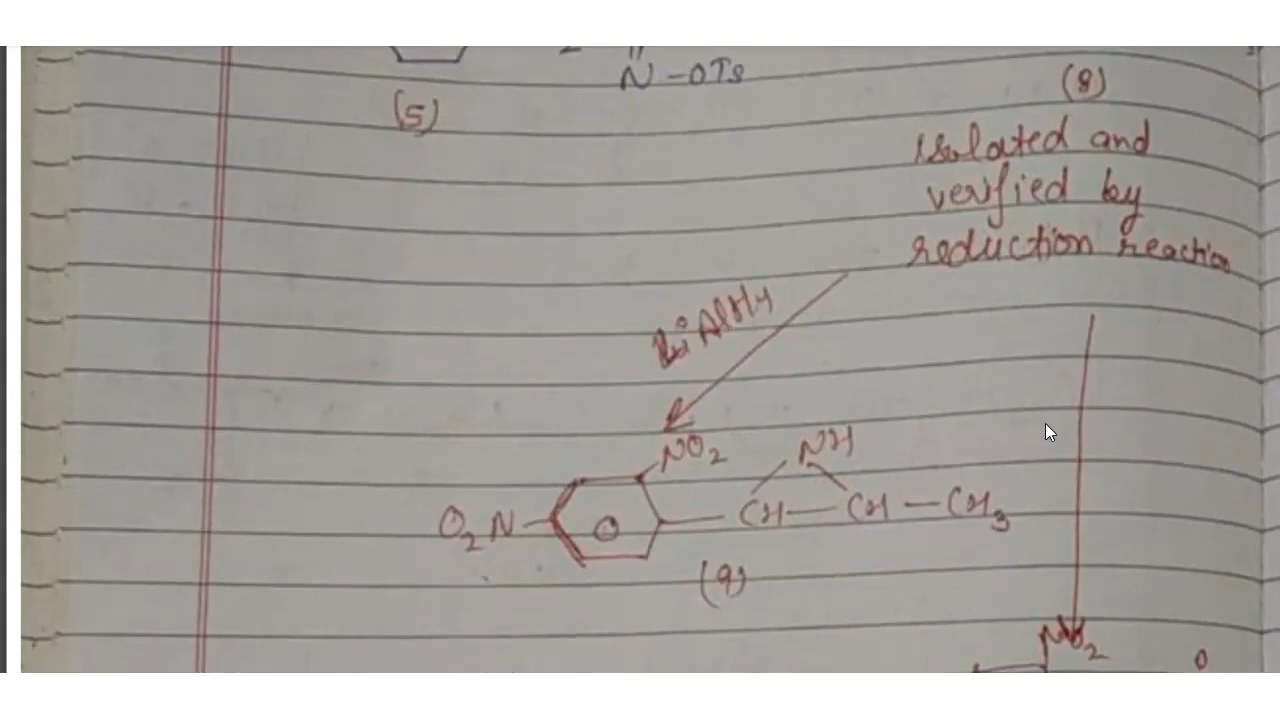 N-OTs
(5)
(8)
isolated and
verified by
reduction reaction
LiAlH4
NO2
NH
O2N
CH — CH — CH3
(9)
NO2
O